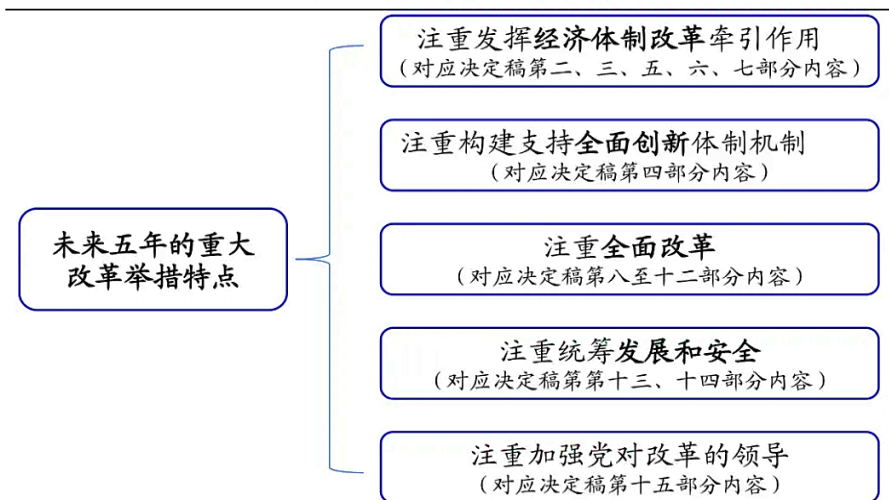 未来五年的重大
改革举措特点
注重发挥经济体制改革牵引作用
（对应决定稿第二、三、五、六、七部分内容）
注重构建支持全面创新体制机制
（对应决定稿第四部分内容）
注重全面改革
（对应决定稿第八至十二部分内容）
注重统筹发展和安全
（对应决定稿第第十三、十四部分内容）
注重加强党对改革的领导
（对应决定稿第十五部分内容）